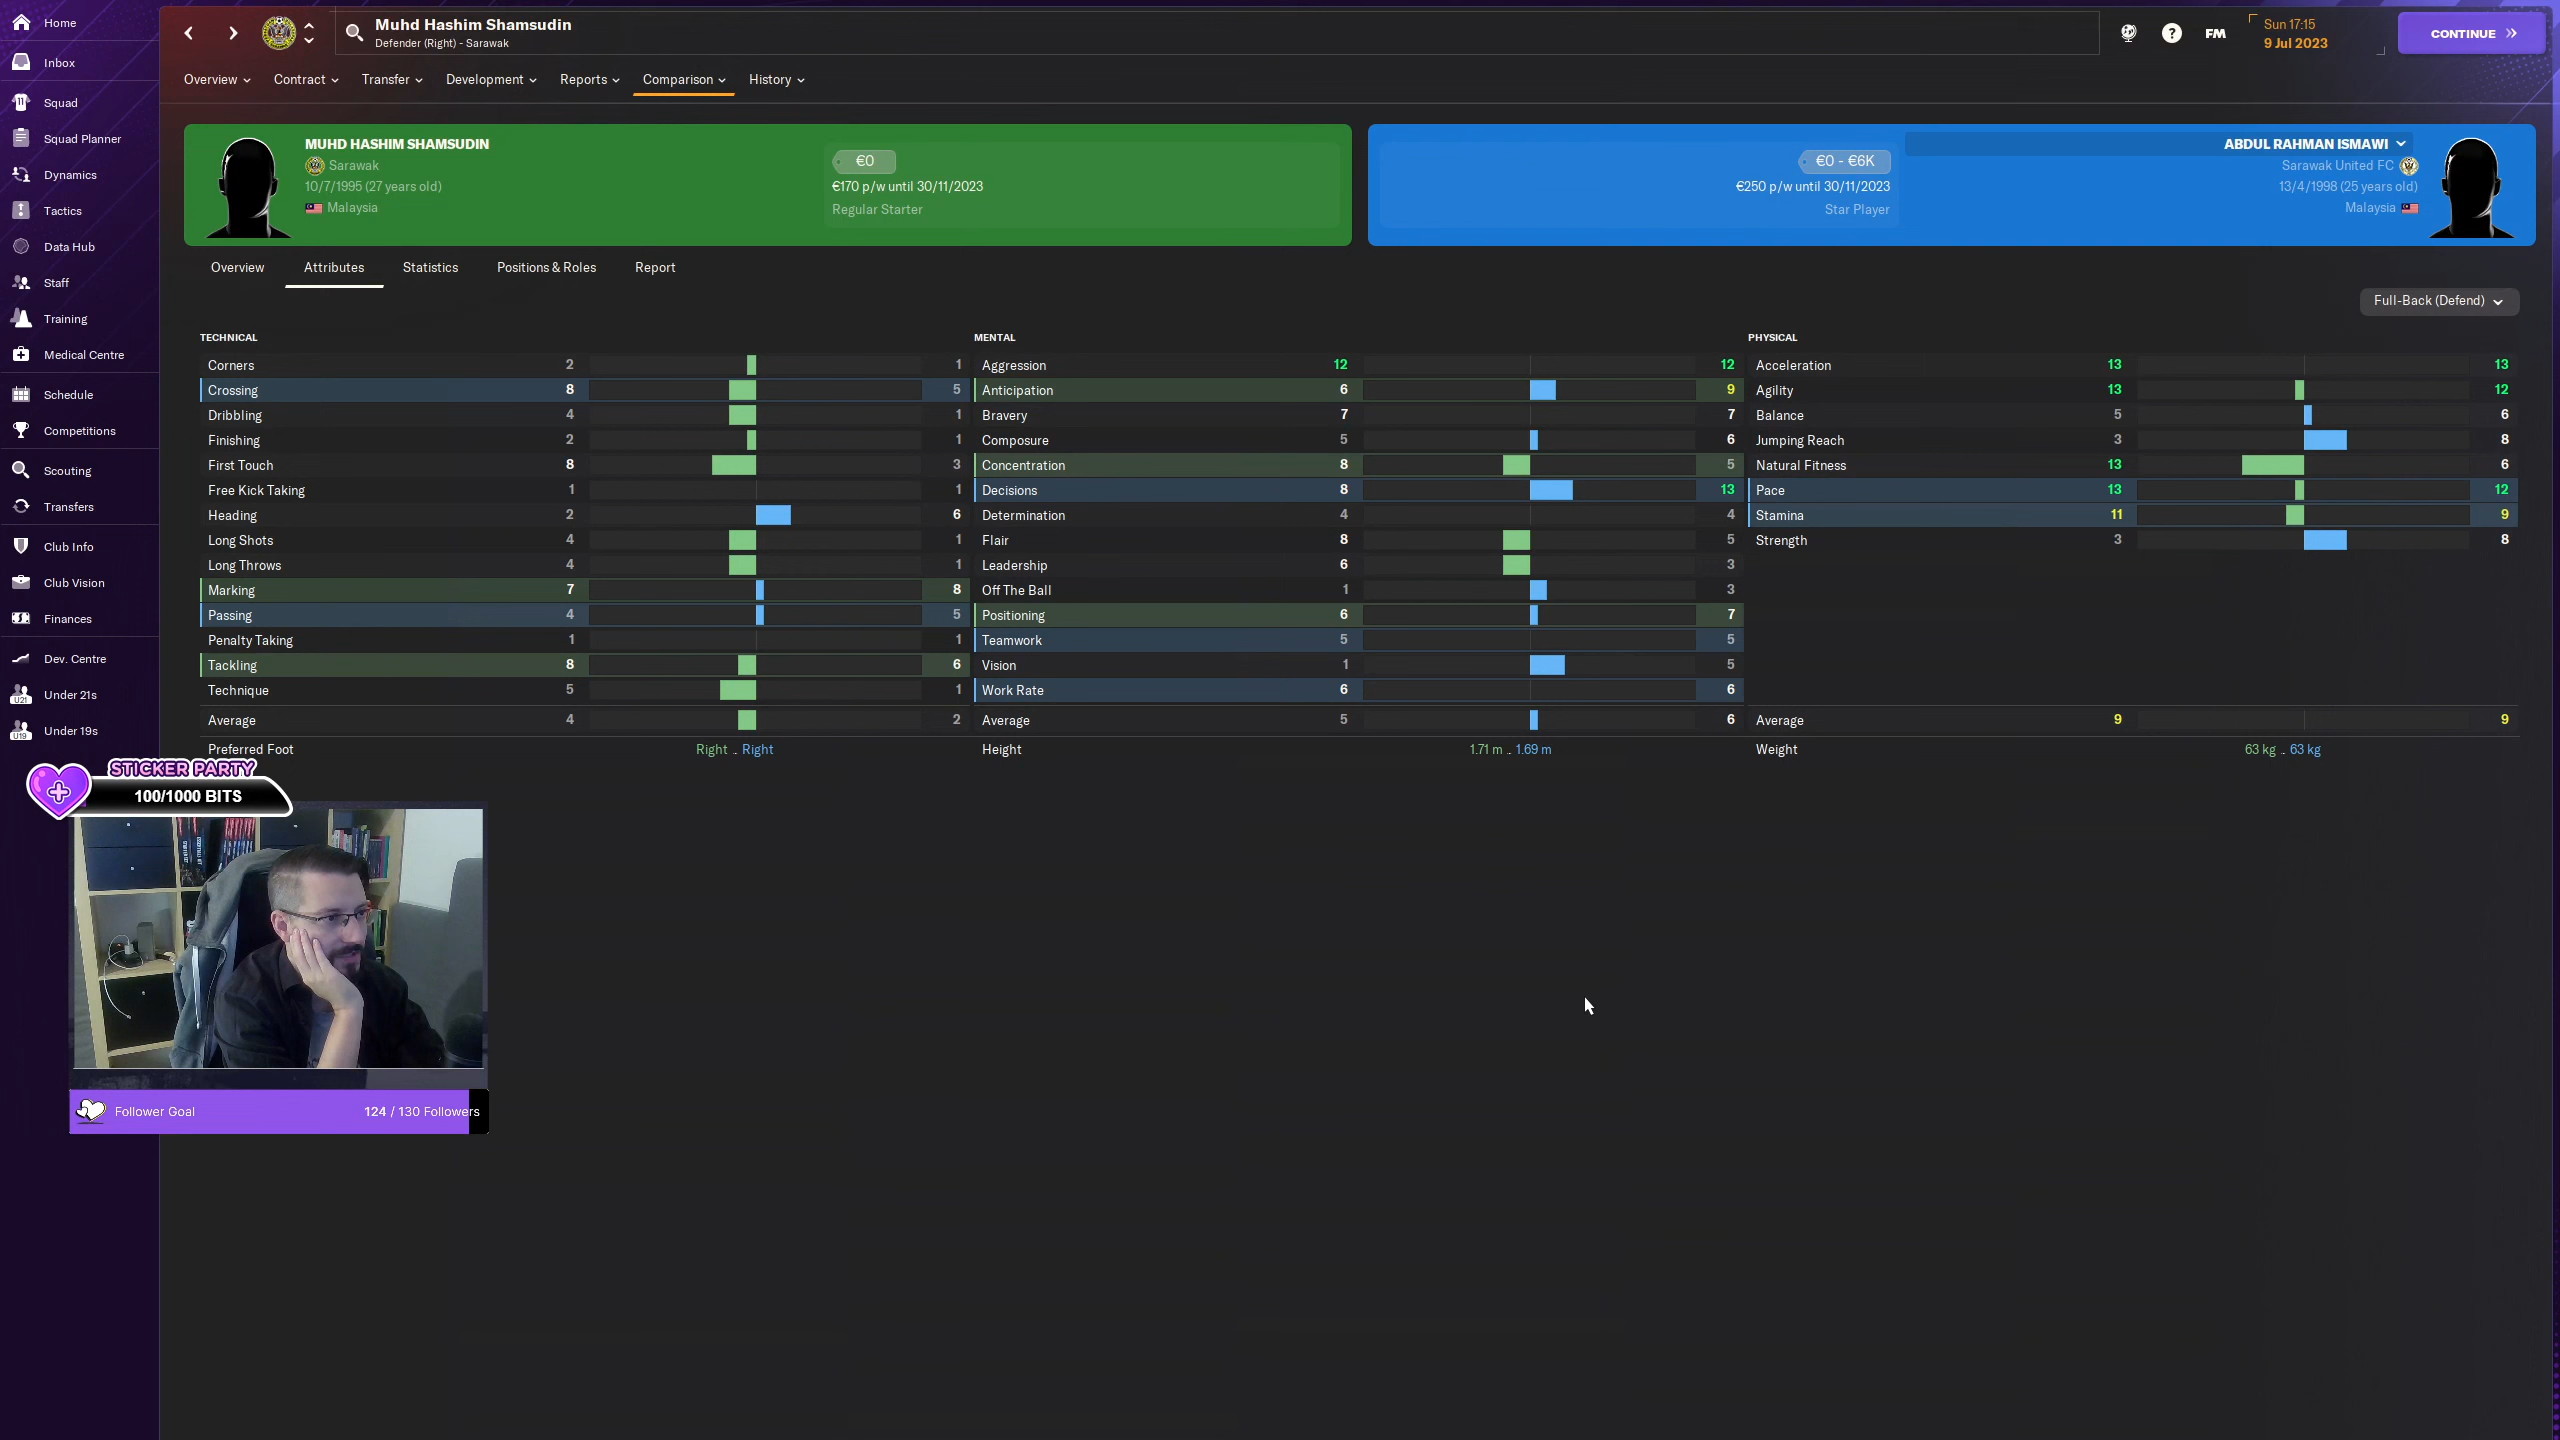 Home
Inbox
Squad
Squad Planner
Dynamics
Tactics
Data Hub
Staff
Training
Medical Centre
Schedule
Competitions
Scouting
Transfers
Club Info
Club Vision
Finances
Dev. Centre
U21 Under 21s
U19 Under 19s
Muhd Hashim Shamsudin
Defender (Right) - Sarawak
FM
Sun 17:15
9 Jul 2023
CONTINUE
Overview Contract Transfer Development Reports Comparison History
MUHD HASHIM SHAMSUDIN
Sarawak
10/7/1995 (27 years old)
Malaysia
€0
€170 p/w until 30/11/2023
Regular Starter
€0 - €6K
€250 p/w until 30/11/2023
Star Player
ABDUL RAHMAN ISMAWI
Sarawak United FC
13/4/1998 (25 years old)
Malaysia
Overview Attributes Statistics Positions & Roles Report
Full-Back (Defend)
TECHNICAL
Corners 2 1
Crossing 8 5
Dribbling 4 1
Finishing 2 1
First Touch 8 3
Free Kick Taking 1 1
Heading 2 6
Long Shots 4 1
Long Throws 4 1
Marking 7 8
Passing 4 5
Penalty Taking 1 1
Tackling 8 6
Technique 5 1
Average 4 2
Preferred Foot Right .. Right
MENTAL
Aggression 12 12
Anticipation 6 9
Bravery 7 7
Composure 5 6
Concentration 8 5
Decisions 8 13
Determination 4 4
Flair 8 5
Leadership 6 3
Off The Ball 1 3
Positioning 6 7
Teamwork 5 5
Vision 1 5
Work Rate 6 6
Average 5 6
Height 1.71 m .. 1.69 m
PHYSICAL
Acceleration 13 13
Agility 13 12
Balance 5 6
Jumping Reach 3 8
Natural Fitness 13 6
Pace 13 12
Stamina 11 9
Strength 3 8
Average 9 9
Weight 63 kg .. 63 kg
STICKER PARTY
100/1000 BITS
Follower Goal 124 / 130 Followers